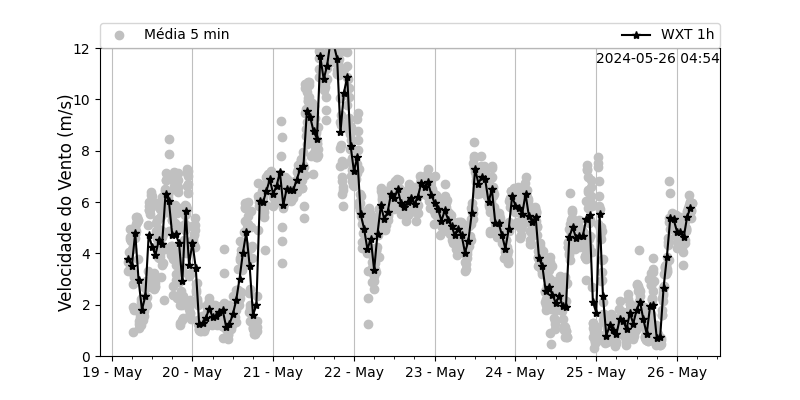 Média 5 min
WXT 1h
2024-05-26 04:54
Velocidade do Vento (m/s)
12
10
8
6
4
2
0
19 - May
20 - May
21 - May
22 - May
23 - May
24 - May
25 - May
26 - May